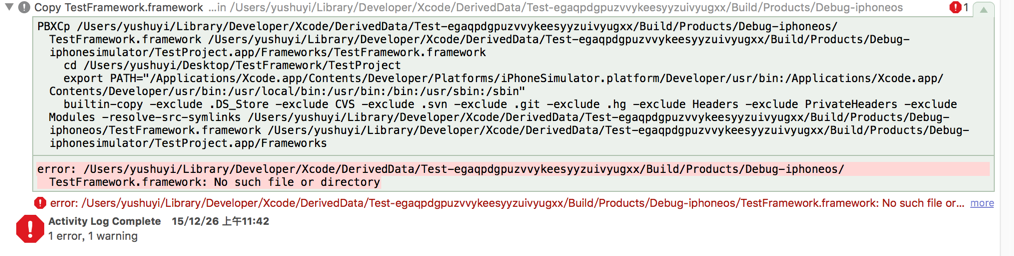 Copy TestFramework.framework ...in /Users/yushuyi/Library/Developer/Xcode/DerivedData/Test-egaqpdgpuzvvykeesyyzuivyugxx/Build/Products/Debug-iphoneos 1
PBXCp /Users/yushuyi/Library/Developer/Xcode/DerivedData/Test-egaqpdgpuzvvykeesyyzuivyugxx/Build/Products/Debug-iphoneos/
TestFramework.framework /Users/yushuyi/Library/Developer/Xcode/DerivedData/Test-egaqpdgpuzvvykeesyyzuivyugxx/Build/Products/Debug-
iphonesimulator/TestProject.app/Frameworks/TestFramework.framework
cd /Users/yushuyi/Desktop/TestFramework/TestProject
export PATH="/Applications/Xcode.app/Contents/Developer/Platforms/iPhoneSimulator.platform/Developer/usr/bin:/Applications/Xcode.app/
Contents/Developer/usr/bin:/usr/local/bin:/usr/bin:/bin:/usr/sbin:/sbin"
builtin-copy -exclude .DS_Store -exclude CVS -exclude .svn -exclude .git -exclude .hg -exclude Headers -exclude PrivateHeaders -exclude
Modules -resolve-src-symlinks /Users/yushuyi/Library/Developer/Xcode/DerivedData/Test-egaqpdgpuzvvykeesyyzuivyugxx/Build/Products/Debug-
iphoneos/TestFramework.framework /Users/yushuyi/Library/Developer/Xcode/DerivedData/Test-egaqpdgpuzvvykeesyyzuivyugxx/Build/Products/Debug-
iphonesimulator/TestProject.app/Frameworks
error: /Users/yushuyi/Library/Developer/Xcode/DerivedData/Test-egaqpdgpuzvvykeesyyzuivyugxx/Build/Products/Debug-iphoneos/
TestFramework.framework: No such file or directory
error: /Users/yushuyi/Library/Developer/Xcode/DerivedData/Test-egaqpdgpuzvvykeesyyzuivyugxx/Build/Products/Debug-iphoneos/TestFramework.framework: No such file or... more
Activity Log Complete 15/12/26 上午11:42
1 error, 1 warning